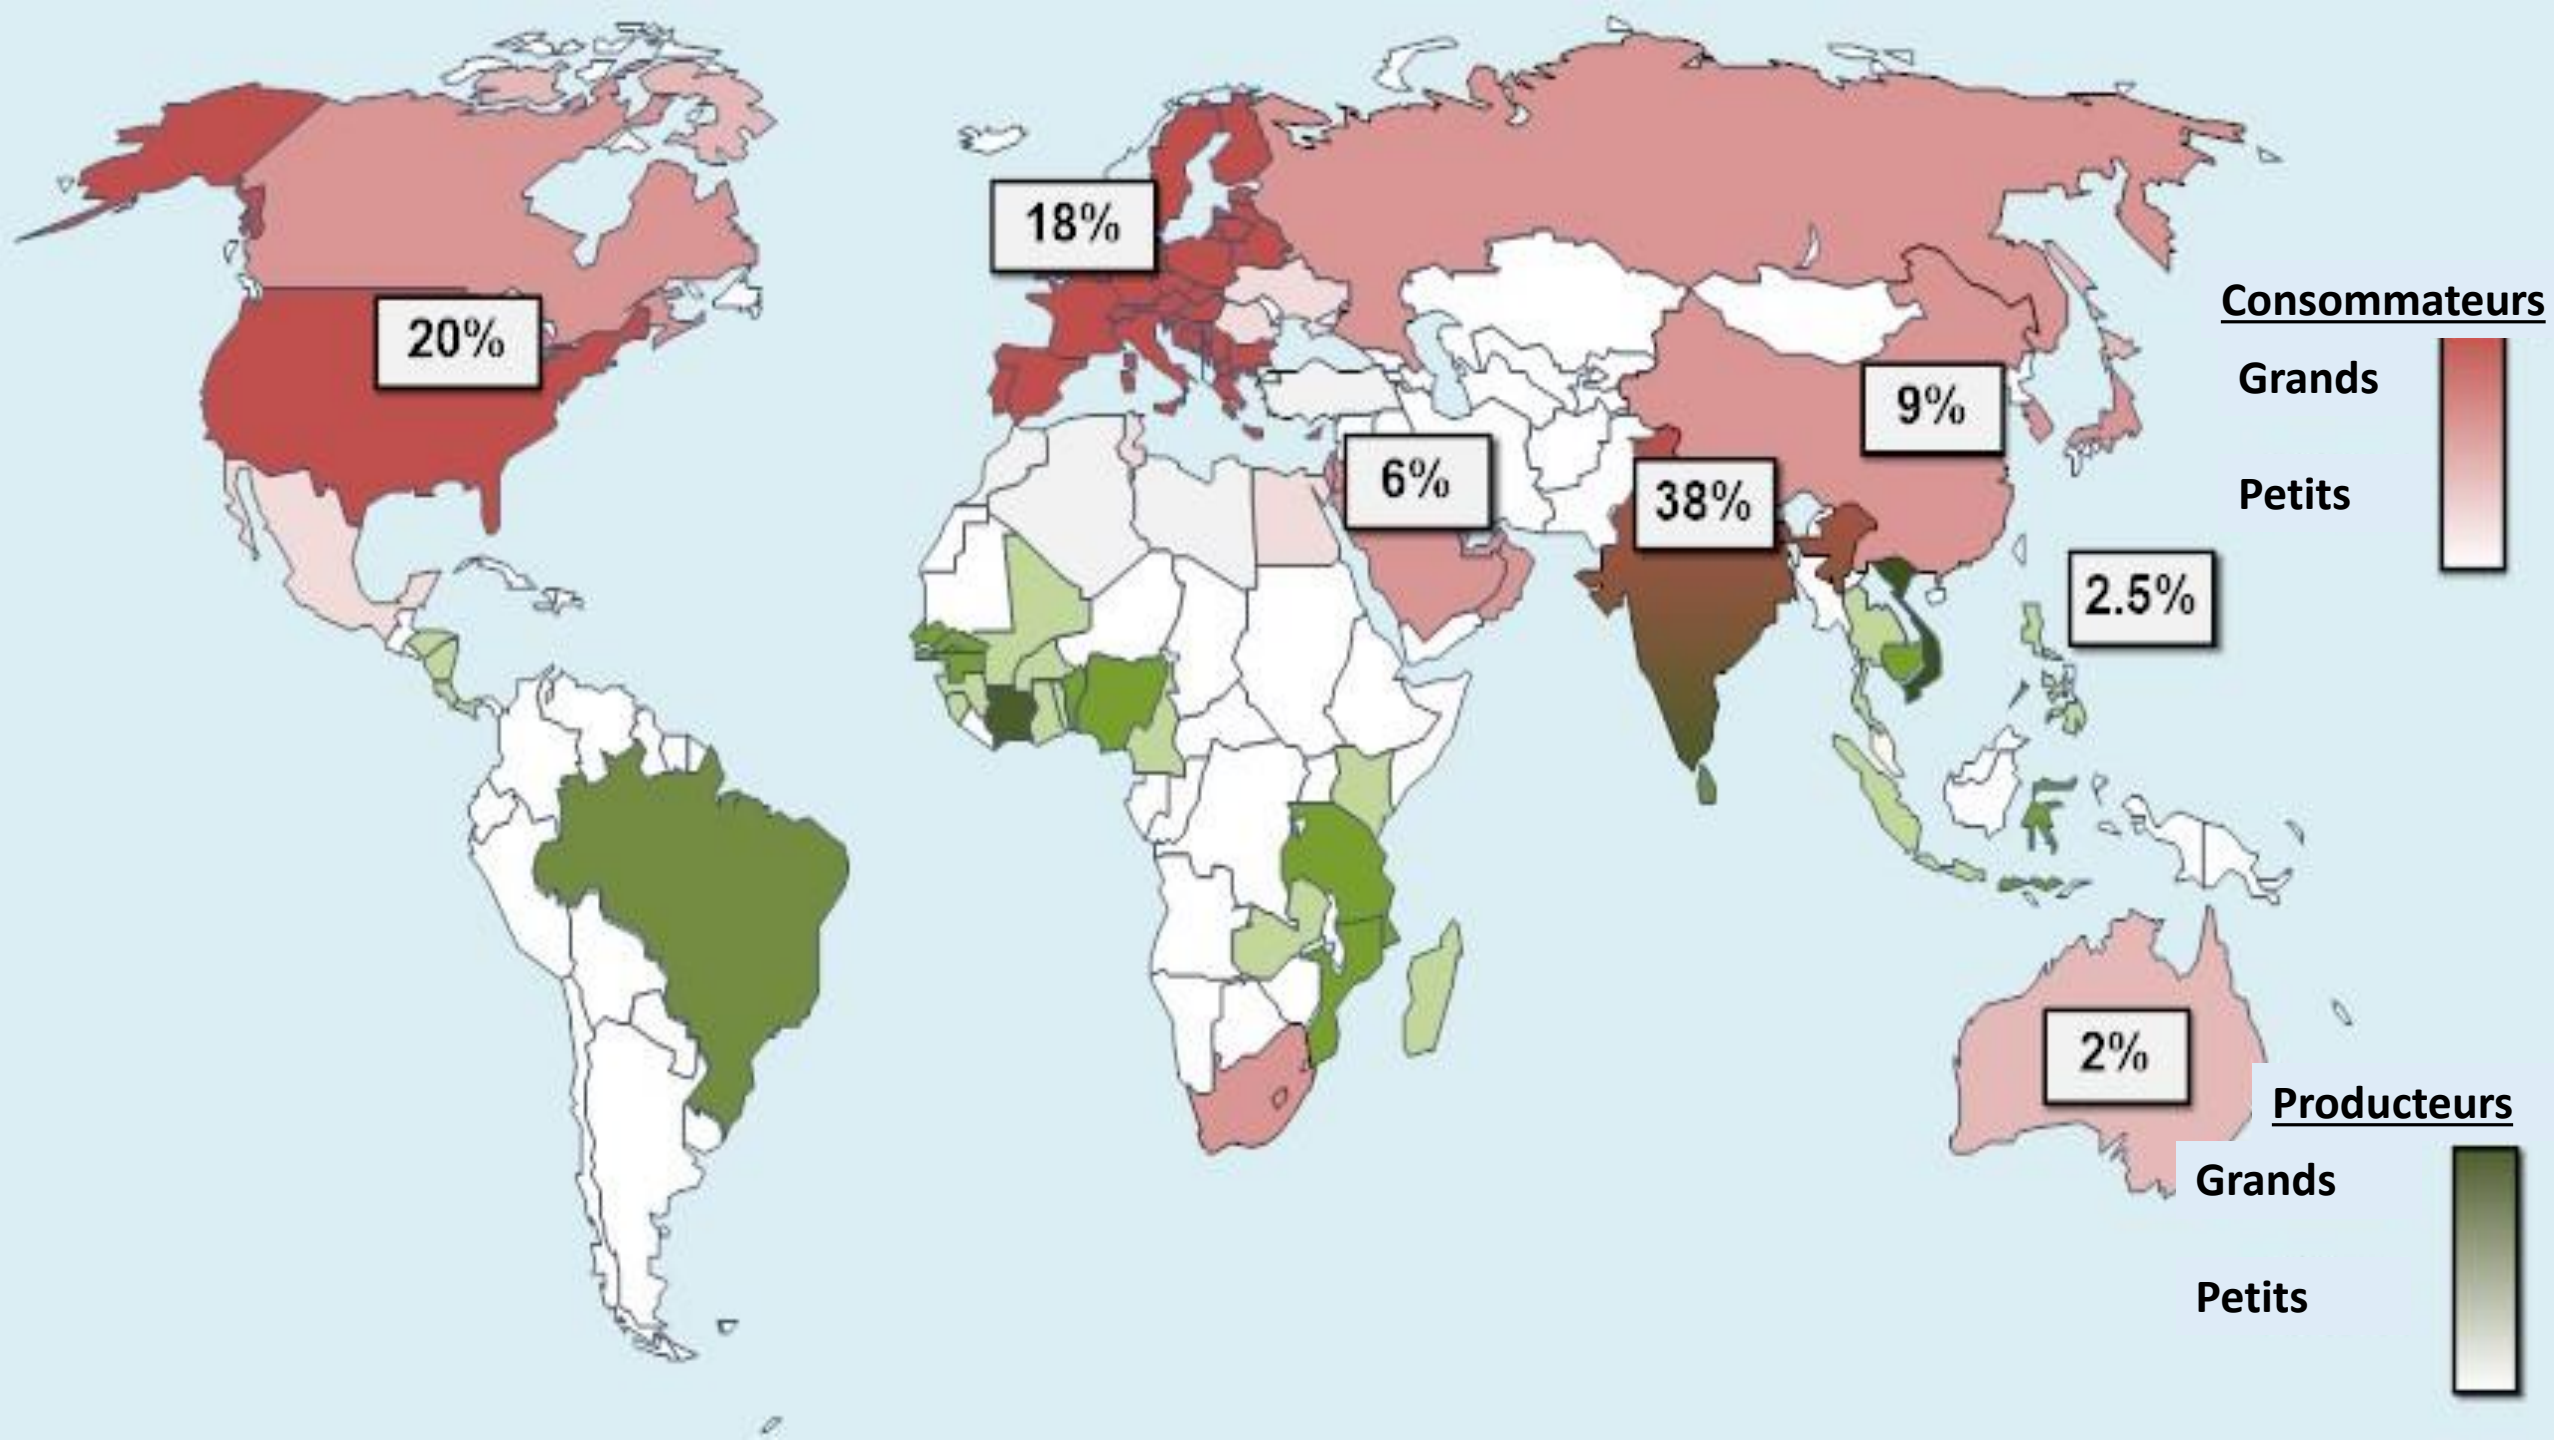 18%
20%
Consommateurs
Grands
Petits
9%
6%
38%
2.5%
2%
Producteurs
Grands
Petits